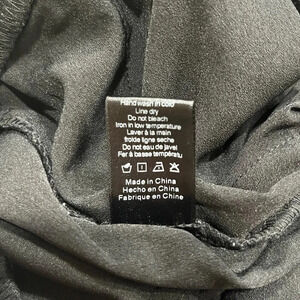 Hand wash in cold
Line dry
Do not bleach
Iron in low temperature
Laver à la main
froide ligne seche
Do not eau de javel
Fer à basse températu
Made in China
Hecho en China
Fabrique en Chine